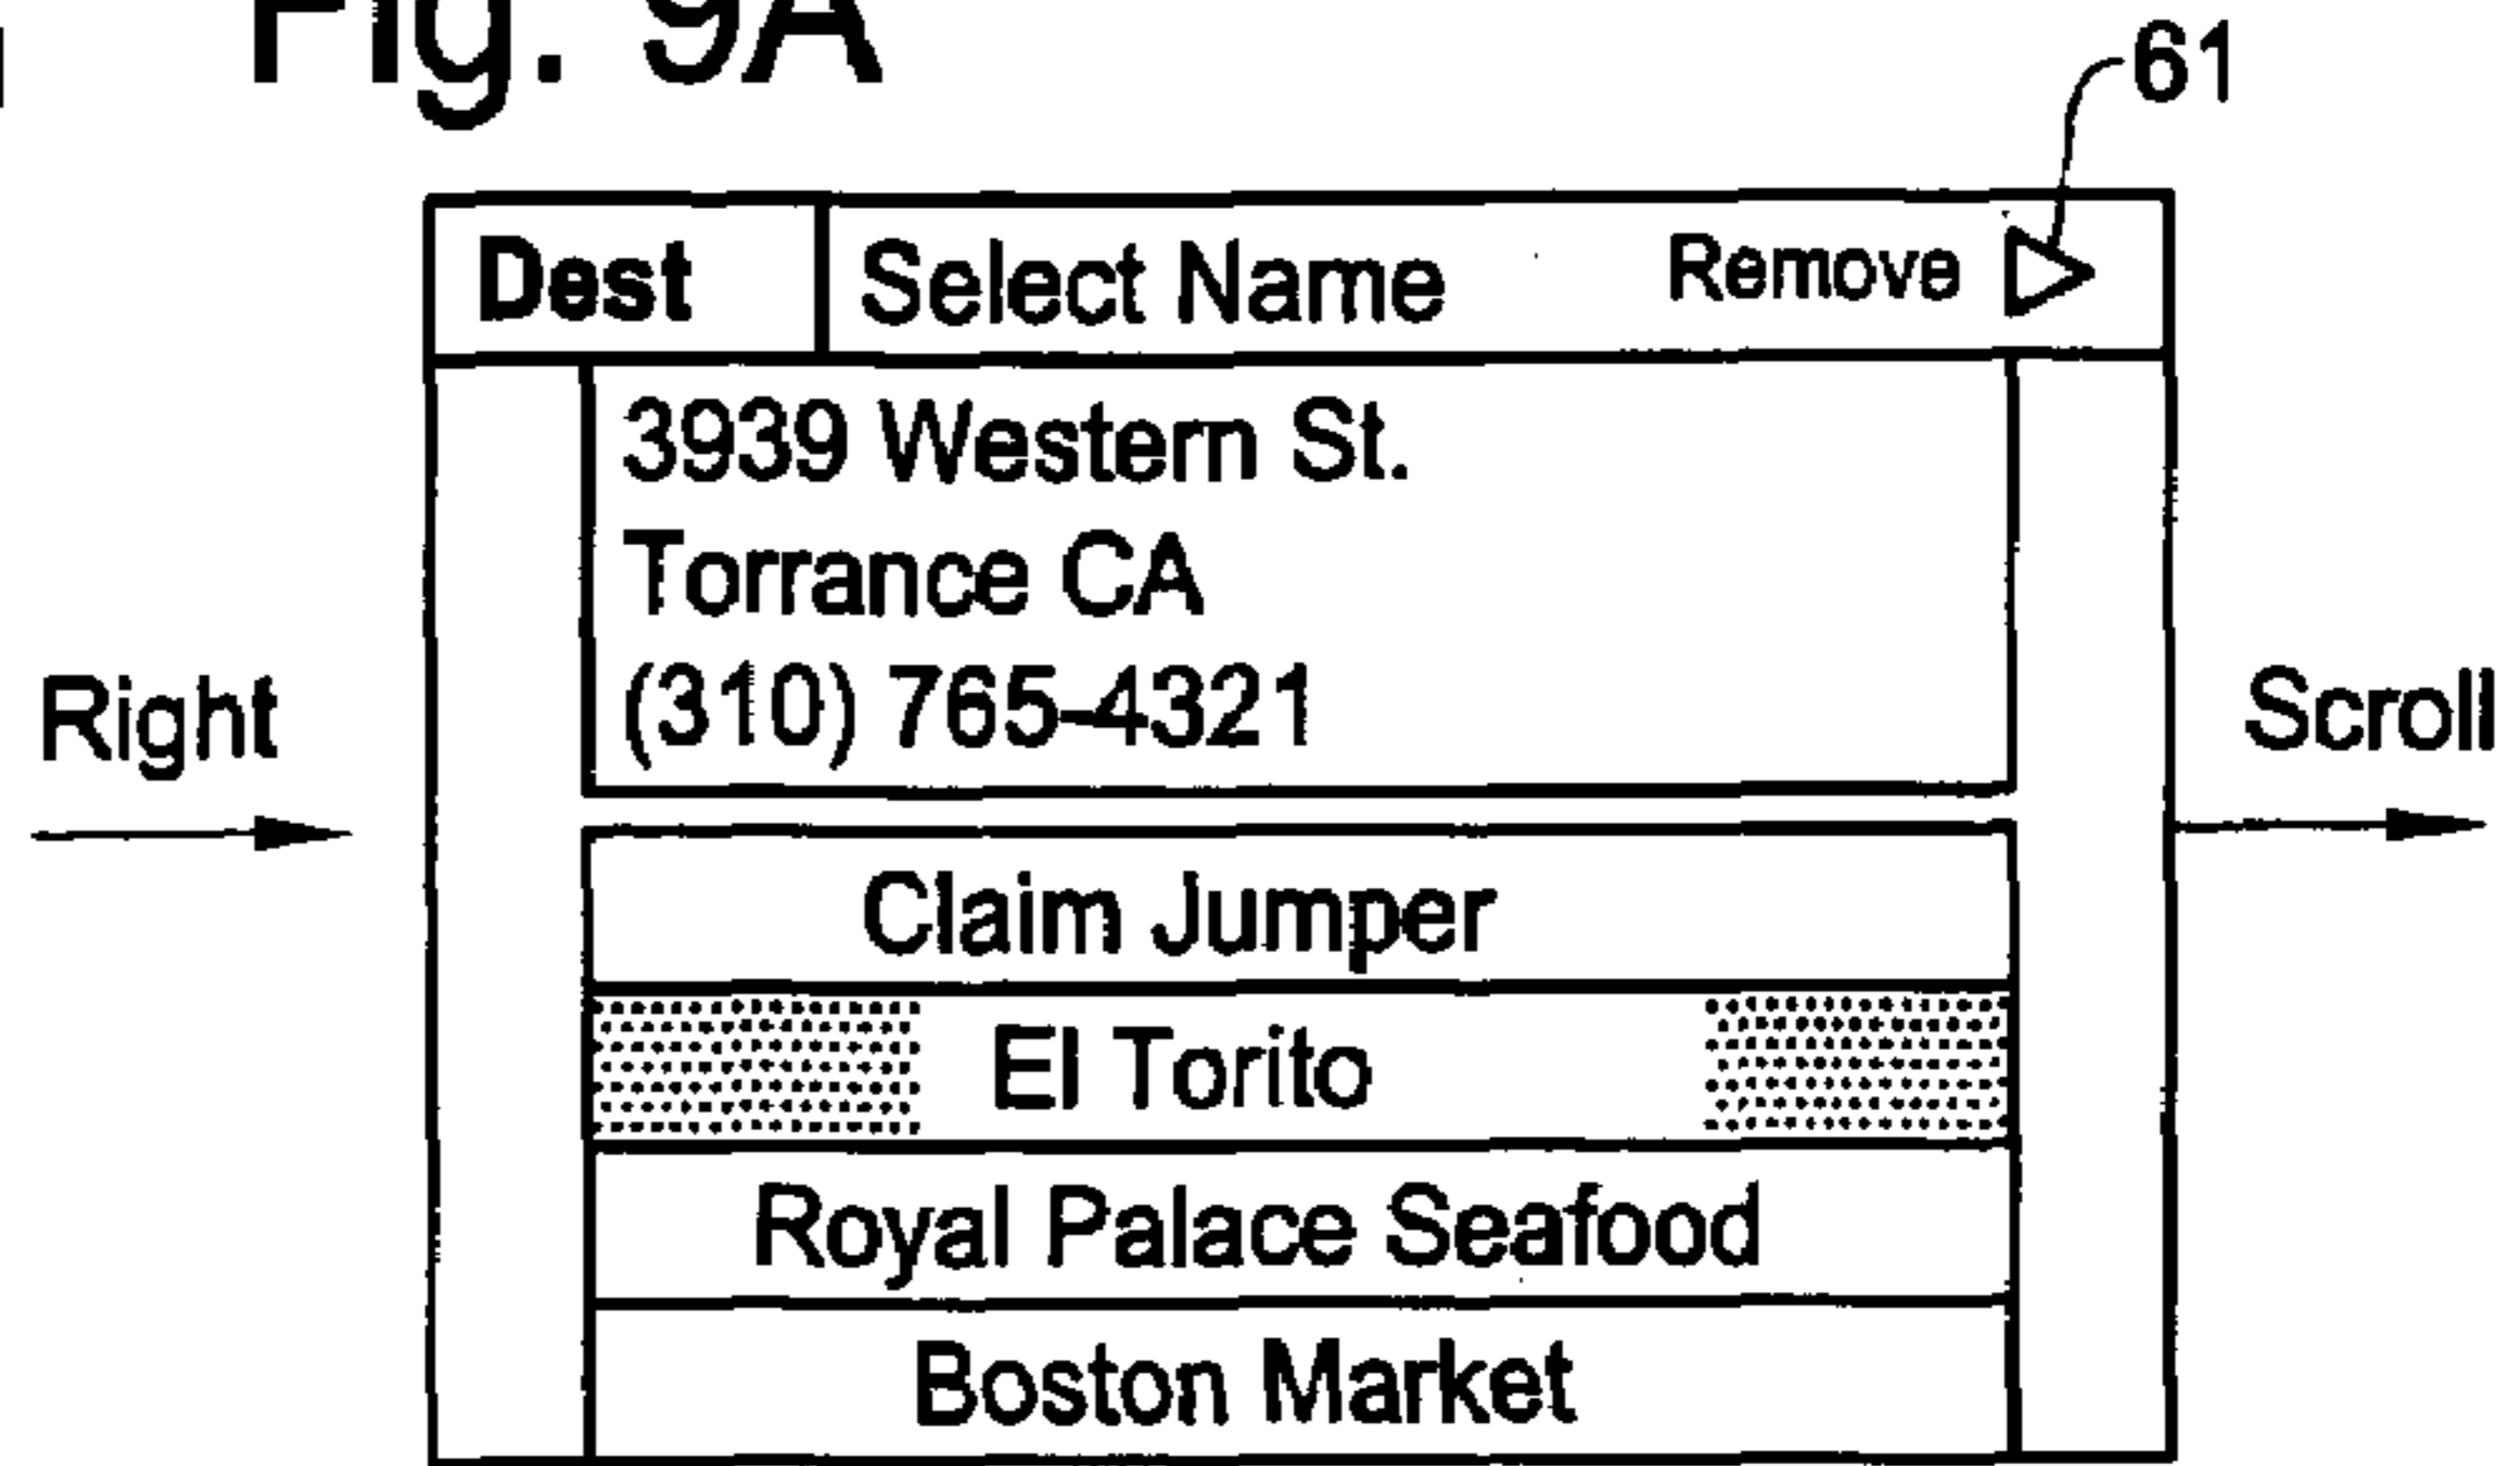 Fig. 9A
61
Dest Select Name Remove
3939 Western St.
Torrance CA
(310) 765-4321
Right
Scroll
Claim Jumper
El Torito
Royal Palace Seafood
Boston Market